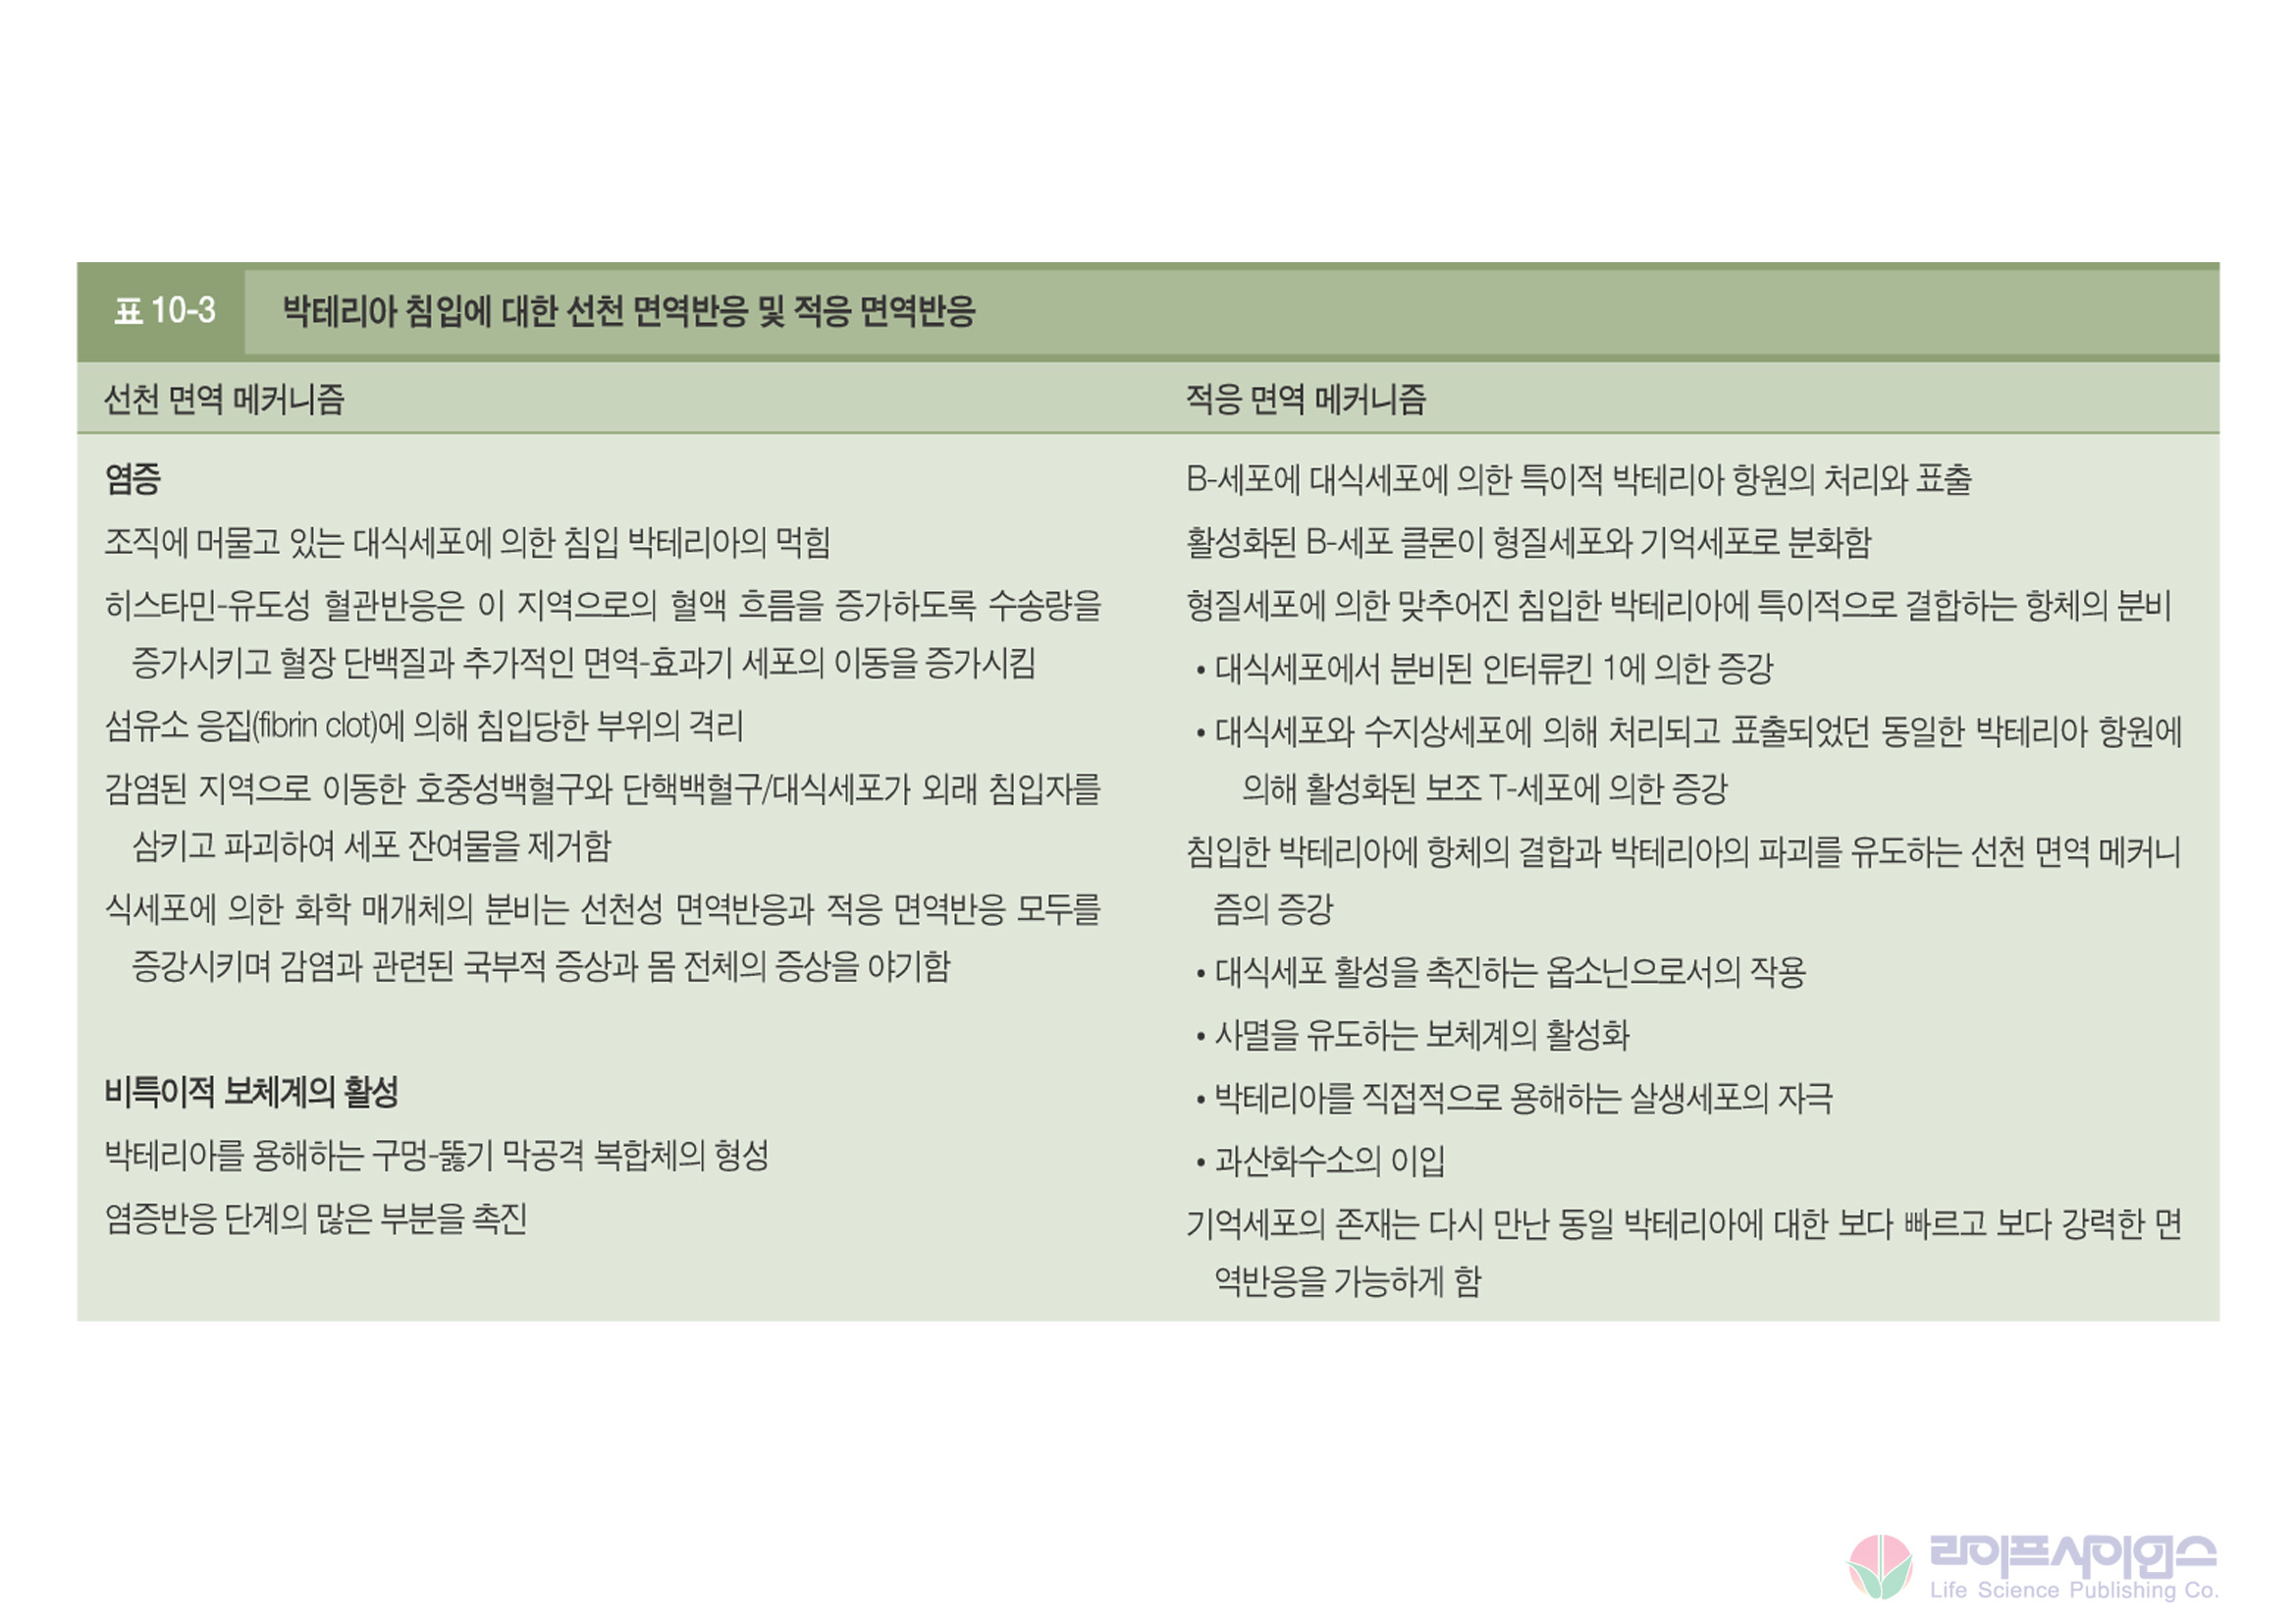 표 10-3 박테리아 침입에 대한 선천 면역반응 및 적응 면역반응
선천 면역 메커니즘
염증
조직에 머물고 있는 대식세포에 의한 침입 박테리아의 먹힘
히스타민-유도성 혈관반응은 이 지역으로의 혈액 흐름을 증가하도록 수송량을
증가시키고 혈장 단백질과 추가적인 면역-효과기 세포의 이동을 증가시킴
섬유소 응집(fibrin clot)에 의해 침입당한 부위의 격리
감염된 지역으로 이동한 호중성백혈구와 단핵백혈구/대식세포가 외래 침입자를
삼키고 파괴하여 세포 잔여물을 제거함
식세포에 의한 화학 매개체의 분비는 선천성 면역반응과 적응 면역반응 모두를
증강시키며 감염과 관련된 국부적 증상과 몸 전체의 증상을 야기함
비특이적 보체계의 활성
박테리아를 용해하는 구멍-뚫기 막공격 복합체의 형성
염증반응 단계의 많은 부분을 촉진
적응 면역 메커니즘
B-세포에 대식세포에 의한 특이적 박테리아 항원의 처리와 표출
활성화된 B-세포 클론이 형질세포와 기억세포로 분화함
형질세포에 의한 맞추어진 침입한 박테리아에 특이적으로 결합하는 항체의 분비
• 대식세포에서 분비된 인터류킨 1에 의한 증강
• 대식세포와 수지상세포에 의해 처리되고 표출되었던 동일한 박테리아 항원에
의해 활성화된 보조 T-세포에 의한 증강
침입한 박테리아에 항체의 결합과 박테리아의 파괴를 유도하는 선천 면역 메커니
즘의 증강
• 대식세포 활성을 촉진하는 옵소닌으로서의 작용
• 사멸을 유도하는 보체계의 활성화
• 박테리아를 직접적으로 용해하는 살생세포의 자극
• 과산화수소의 이입
기억세포의 존재는 다시 만난 동일 박테리아에 대한 보다 빠르고 보다 강력한 면
역반응을 가능하게 함
라이프사이언스
Life Science Publishing Co.